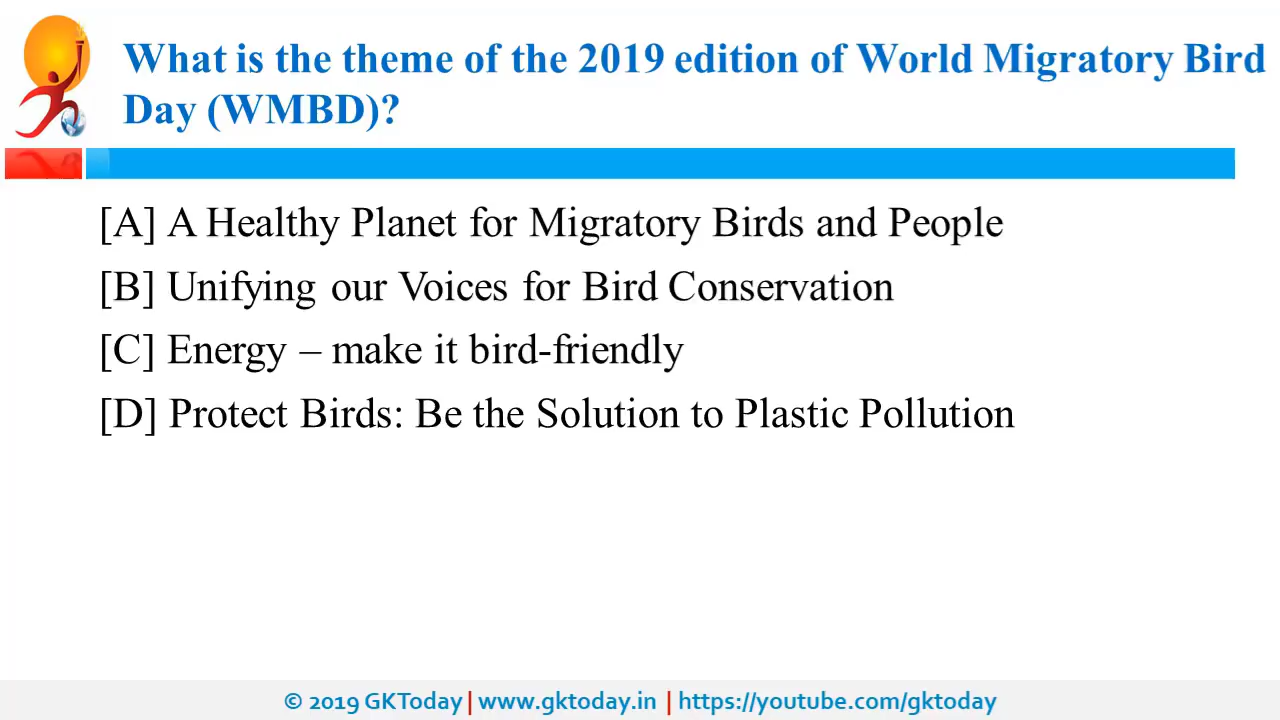 What is the theme of the 2019 edition of World Migratory Bird
Day (WMBD)?
[A] A Healthy Planet for Migratory Birds and People
[B] Unifying our Voices for Bird Conservation
[C] Energy – make it bird-friendly
[D] Protect Birds: Be the Solution to Plastic Pollution
© 2019 GKToday | www.gktoday.in | https://youtube.com/gktoday